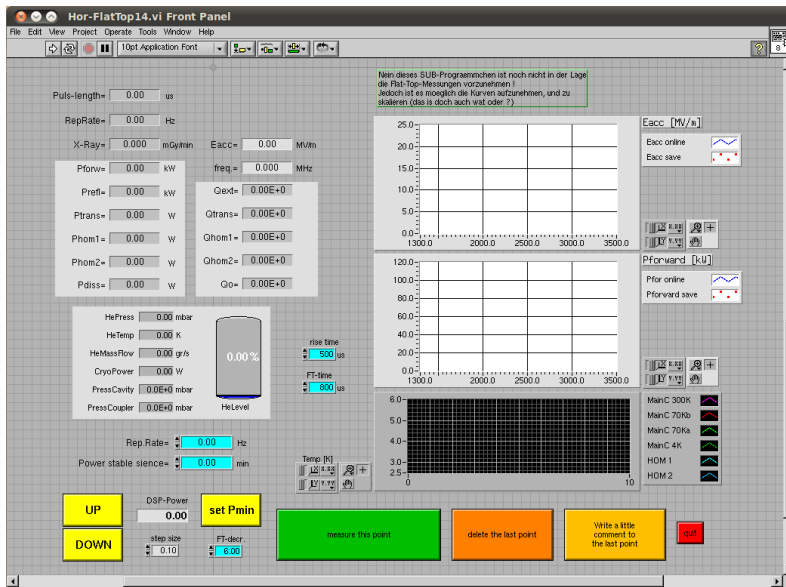 Hor-FlatTop14.vi Front Panel
File Edit View Project Operate Tools Window Help
10pt Application Font
?
8
Nein dieses SUB-Prograemmchen ist noch nicht in der Lage
die Flat-Top-Messungen vorzunehmen !
Jedoch ist es moeglich die Kurven aufzunehmen, und zu
skalieren (das is doch auch wat oder ?)
Puls-length= 0.00 us
RepRate= 0.00 Hz
X-Ray= 0.000 mGy/min
Eacc= 0.00 MV/m
freq.= 0.000 MHz
Pforw= 0.00 kW
Prefl= 0.00 kW
Ptrans= 0.00 W
Phom1= 0.00 W
Phom2= 0.00 W
Pdiss= 0.00 W
Qext= 0.00E+0
Qtrans= 0.00E+0
Qhom1= 0.00E+0
Qhom2= 0.00E+0
Qo= 0.00E+0
HePress 0.00 mbar
HeTemp 0.00 K
HeMassFlow 0.00 gr/s
CryoPower 0.00 W
PressCavity 0.0E+0 mbar
PressCoupler 0.0E+0 mbar
0.00 %
HeLevel
rise time
500 us
FT-time
800 us
Rep.Rate= 0.00 Hz
Power stable sience= 0.00 min
Temp [K]
X X.XX
Y Y.YY
Eacc [MV/m]
Eacc online
Eacc save
25.0
20.0
15.0
10.0
5.0
0.0
1300.0 2000.0 2500.0 3000.0 3500.0
X X.XX
Y Y.YY
Pforward [kW]
Pfor online
Pforward save
120.0
100.0
80.0
60.0
40.0
20.0
0.0
1300.0 2000.0 2500.0 3000.0 3500.0
X X.XX
Y Y.YY
6.0
5.0
4.0
3.0
2.5
0 10
MainC 300K
MainC 70Kb
MainC 70Ka
MainC 4K
HOM 1
HOM 2
UP
DOWN
DSP-Power
0.00
set Pmin
step size
0.10
FT-decr.
6.00
measure this point
delete the last point
Write a little
comment to
the last point
quit